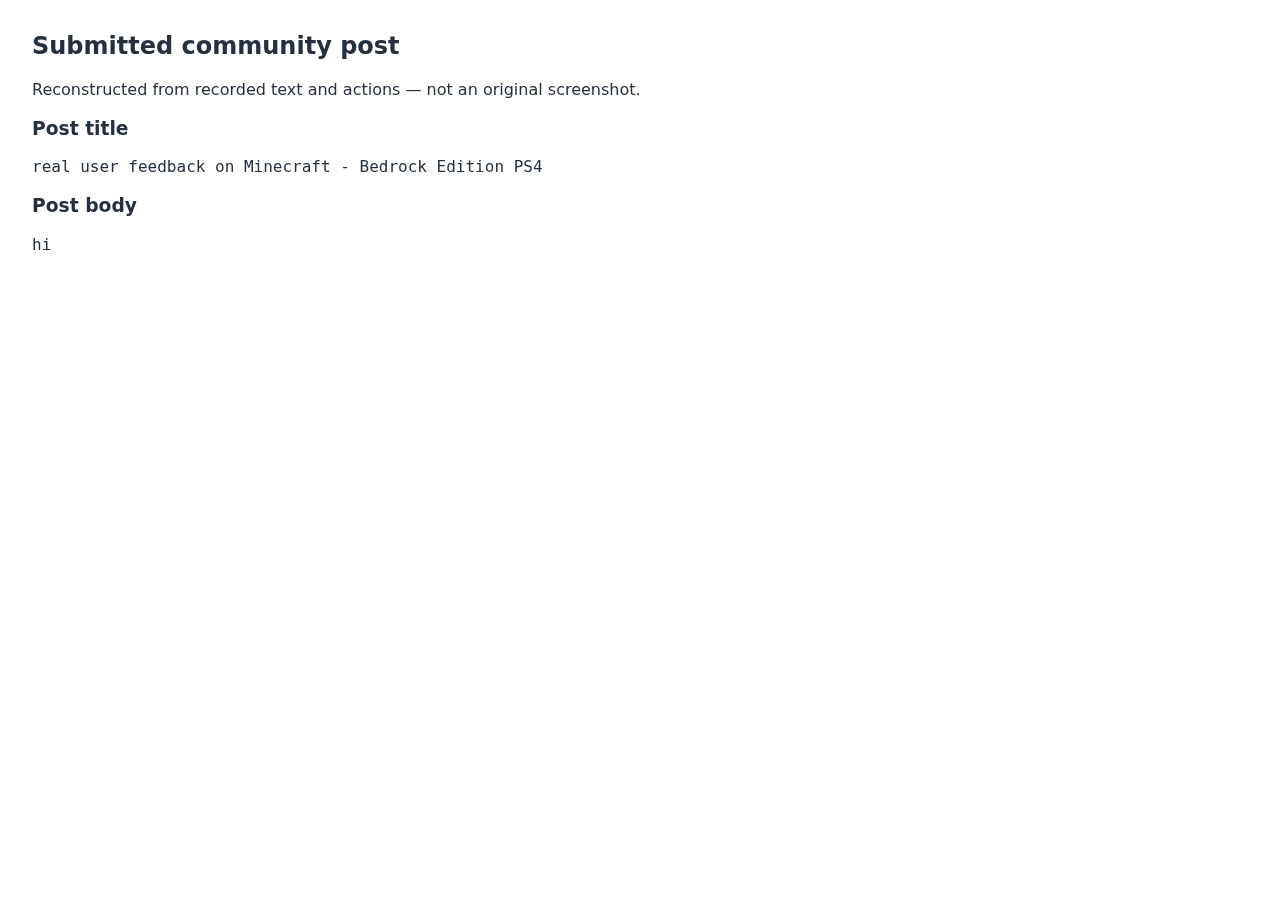 Submitted community post
Reconstructed from recorded text and actions — not an original screenshot.
Post title
real user feedback on Minecraft - Bedrock Edition PS4
Post body
hi